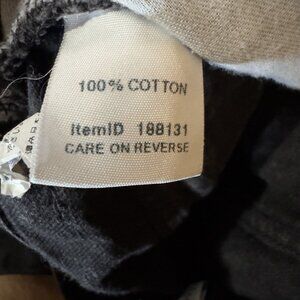 100% COTTON
ItemID 188131
CARE ON REVERSE